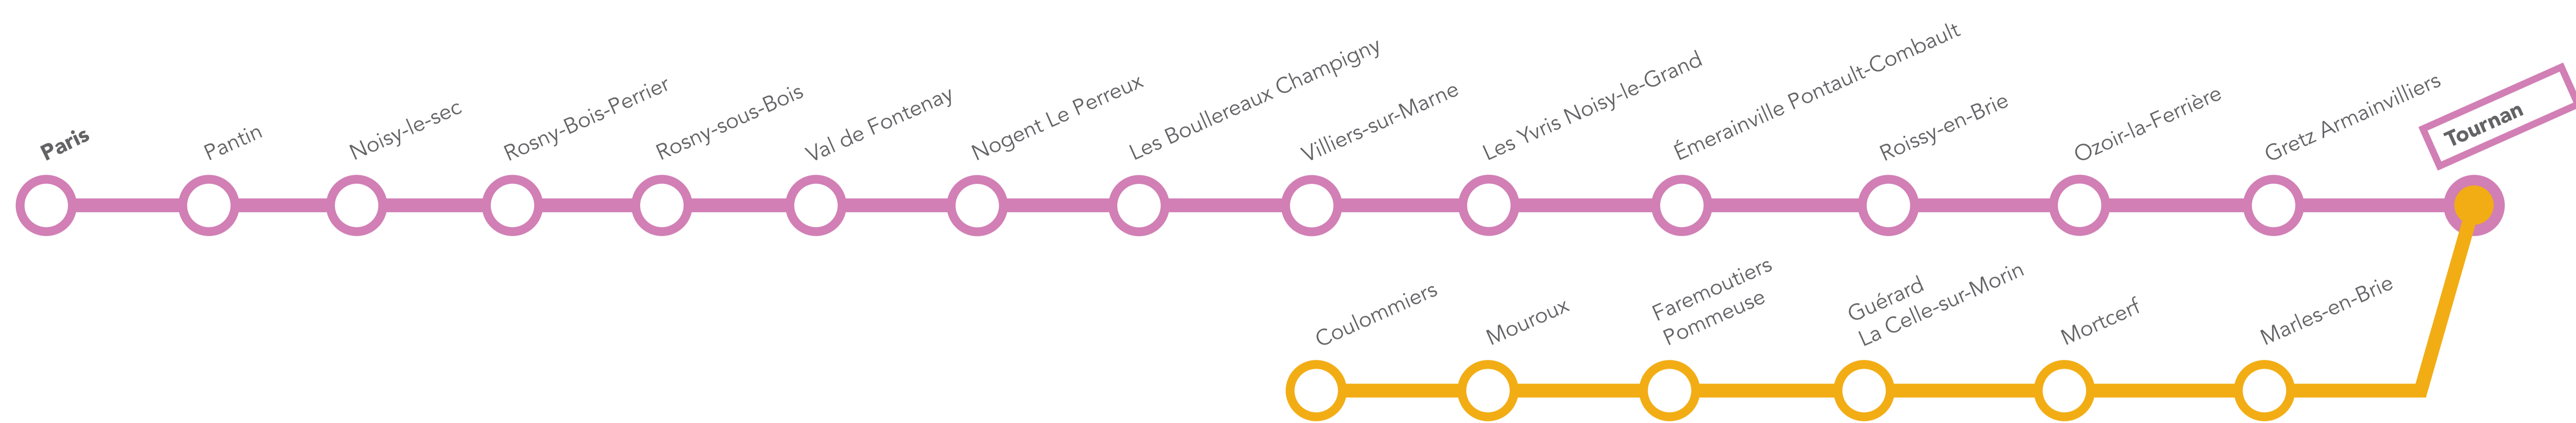 Paris
Pantin
Noisy-le-sec
Rosny-Bois-Perrier
Rosny-sous-Bois
Val de Fontenay
Nogent Le Perreux
Les Boullereaux Champigny
Villiers-sur-Marne
Les Yvris Noisy-le-Grand
Émerainville Pontault-Combault
Roissy-en-Brie
Ozoir-la-Ferrière
Gretz Armainvilliers
Tournan
Coulommiers
Mouroux
Faremoutiers
Pommeuse
Guérard
La Celle-sur-Morin
Mortcerf
Marles-en-Brie